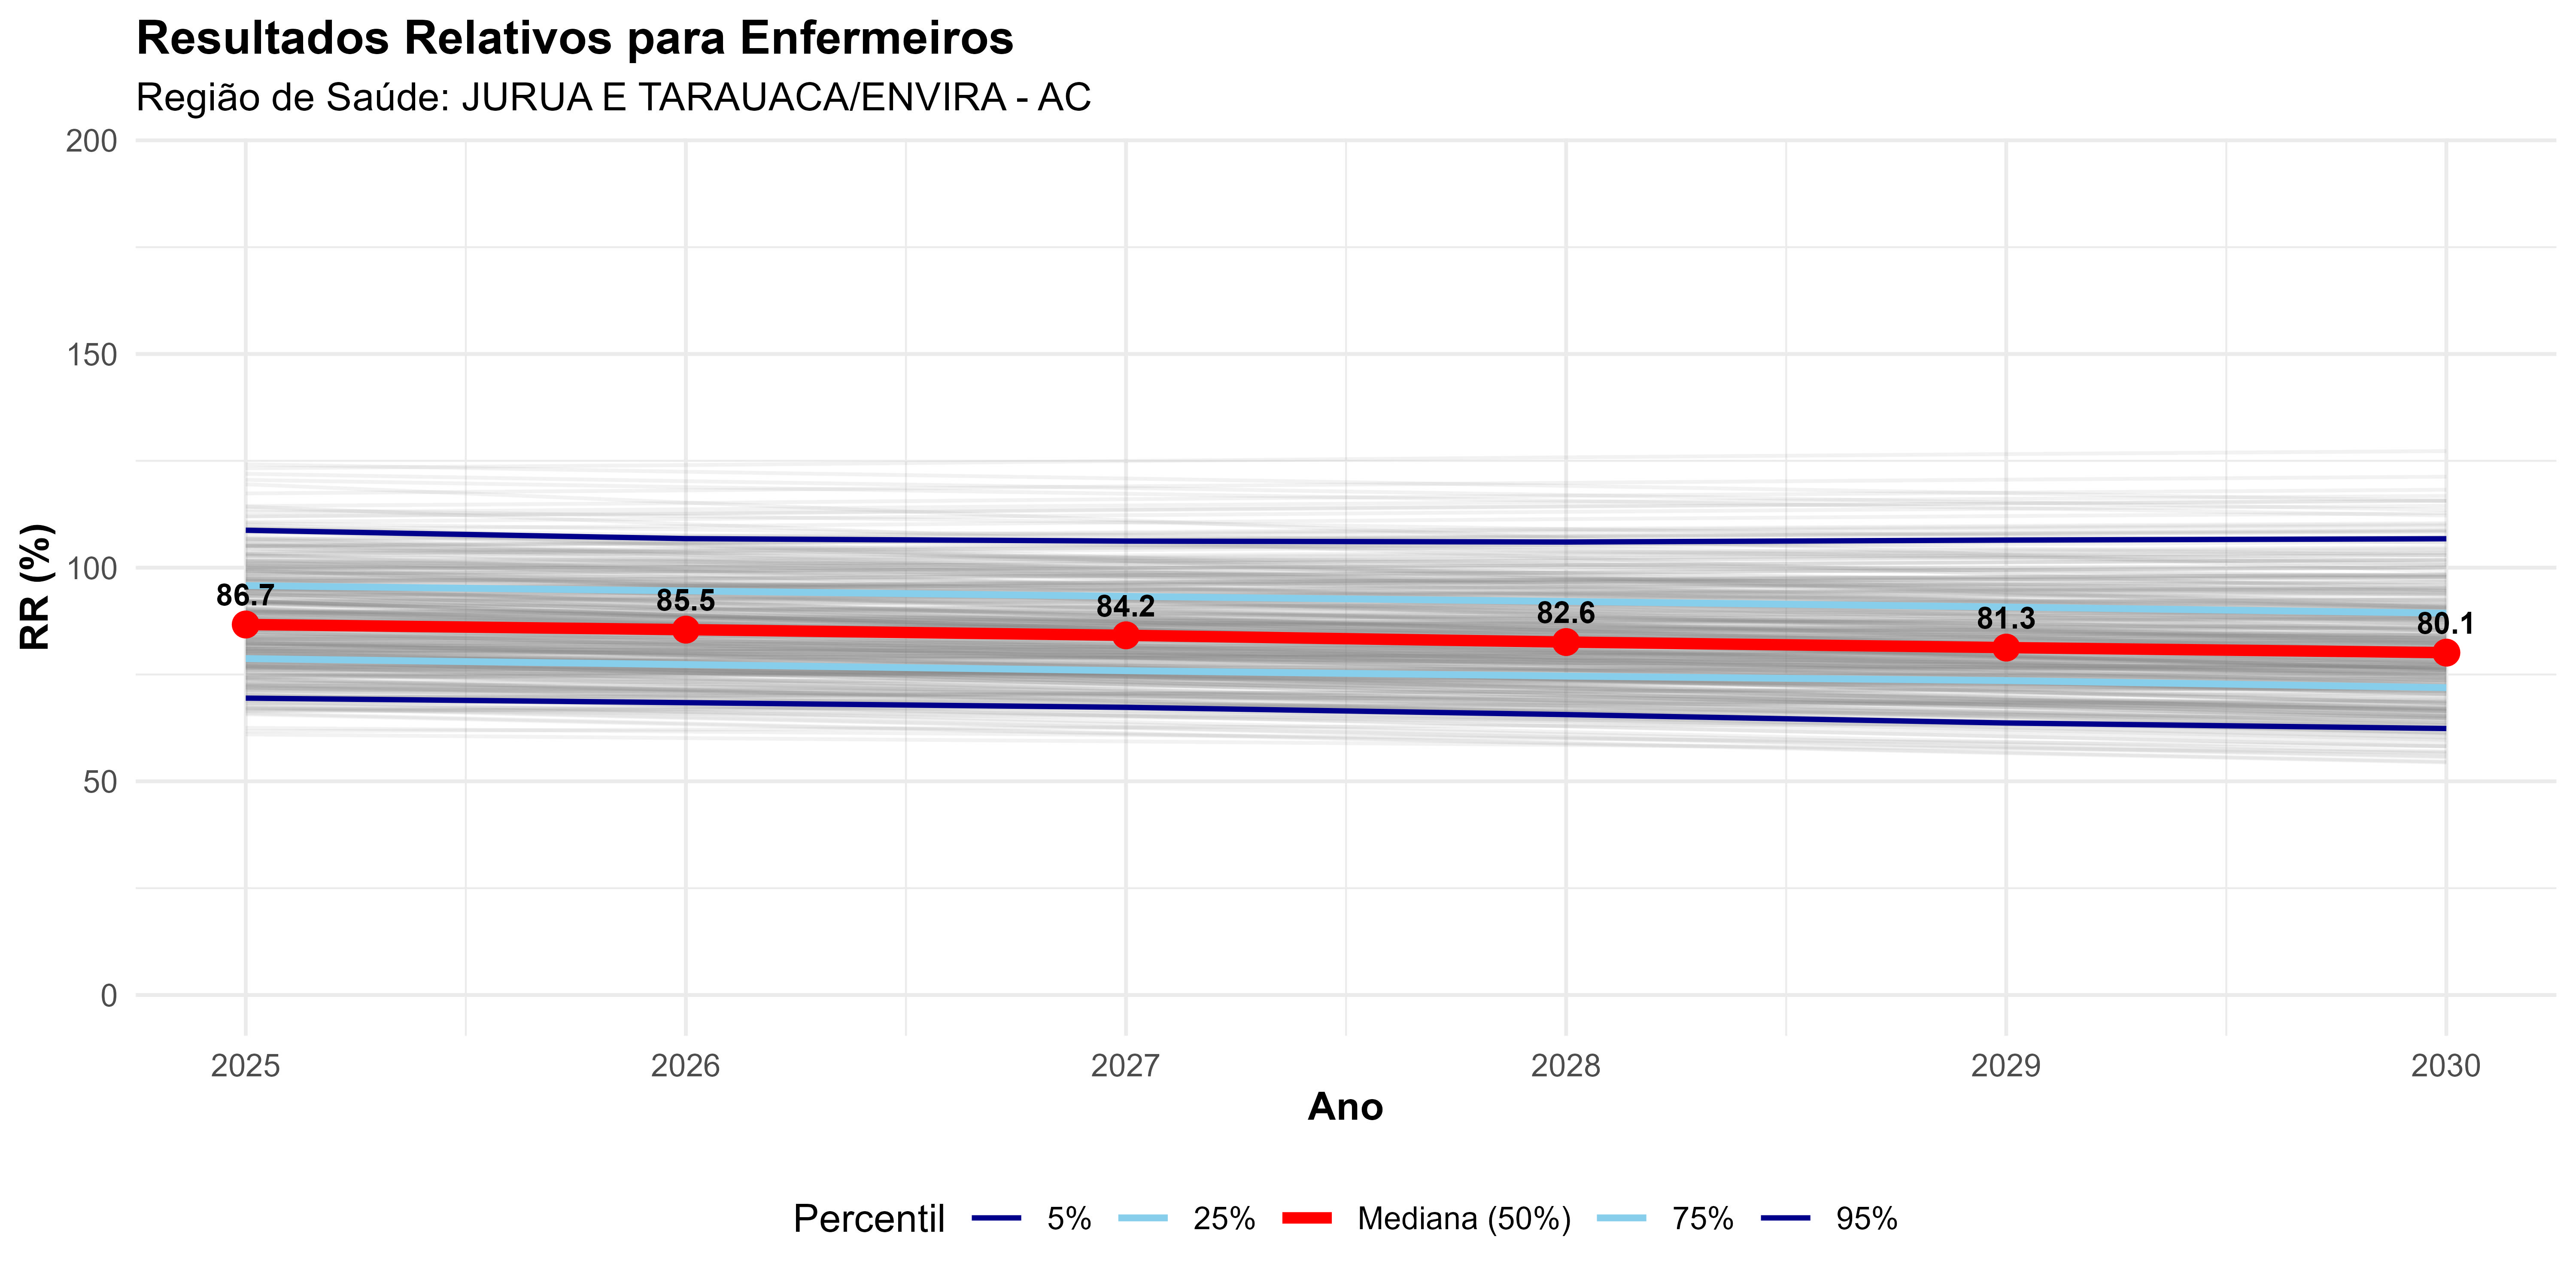 Resultados Relativos para Enfermeiros
Região de Saúde: JURUA E TARAUACA/ENVIRA - AC
RR (%)
200
150
100
50
0
86.7
85.5
84.2
82.6
81.3
80.1
2025 2026 2027 2028 2029 2030
Ano
Percentil 5% 25% Mediana (50%) 75% 95%